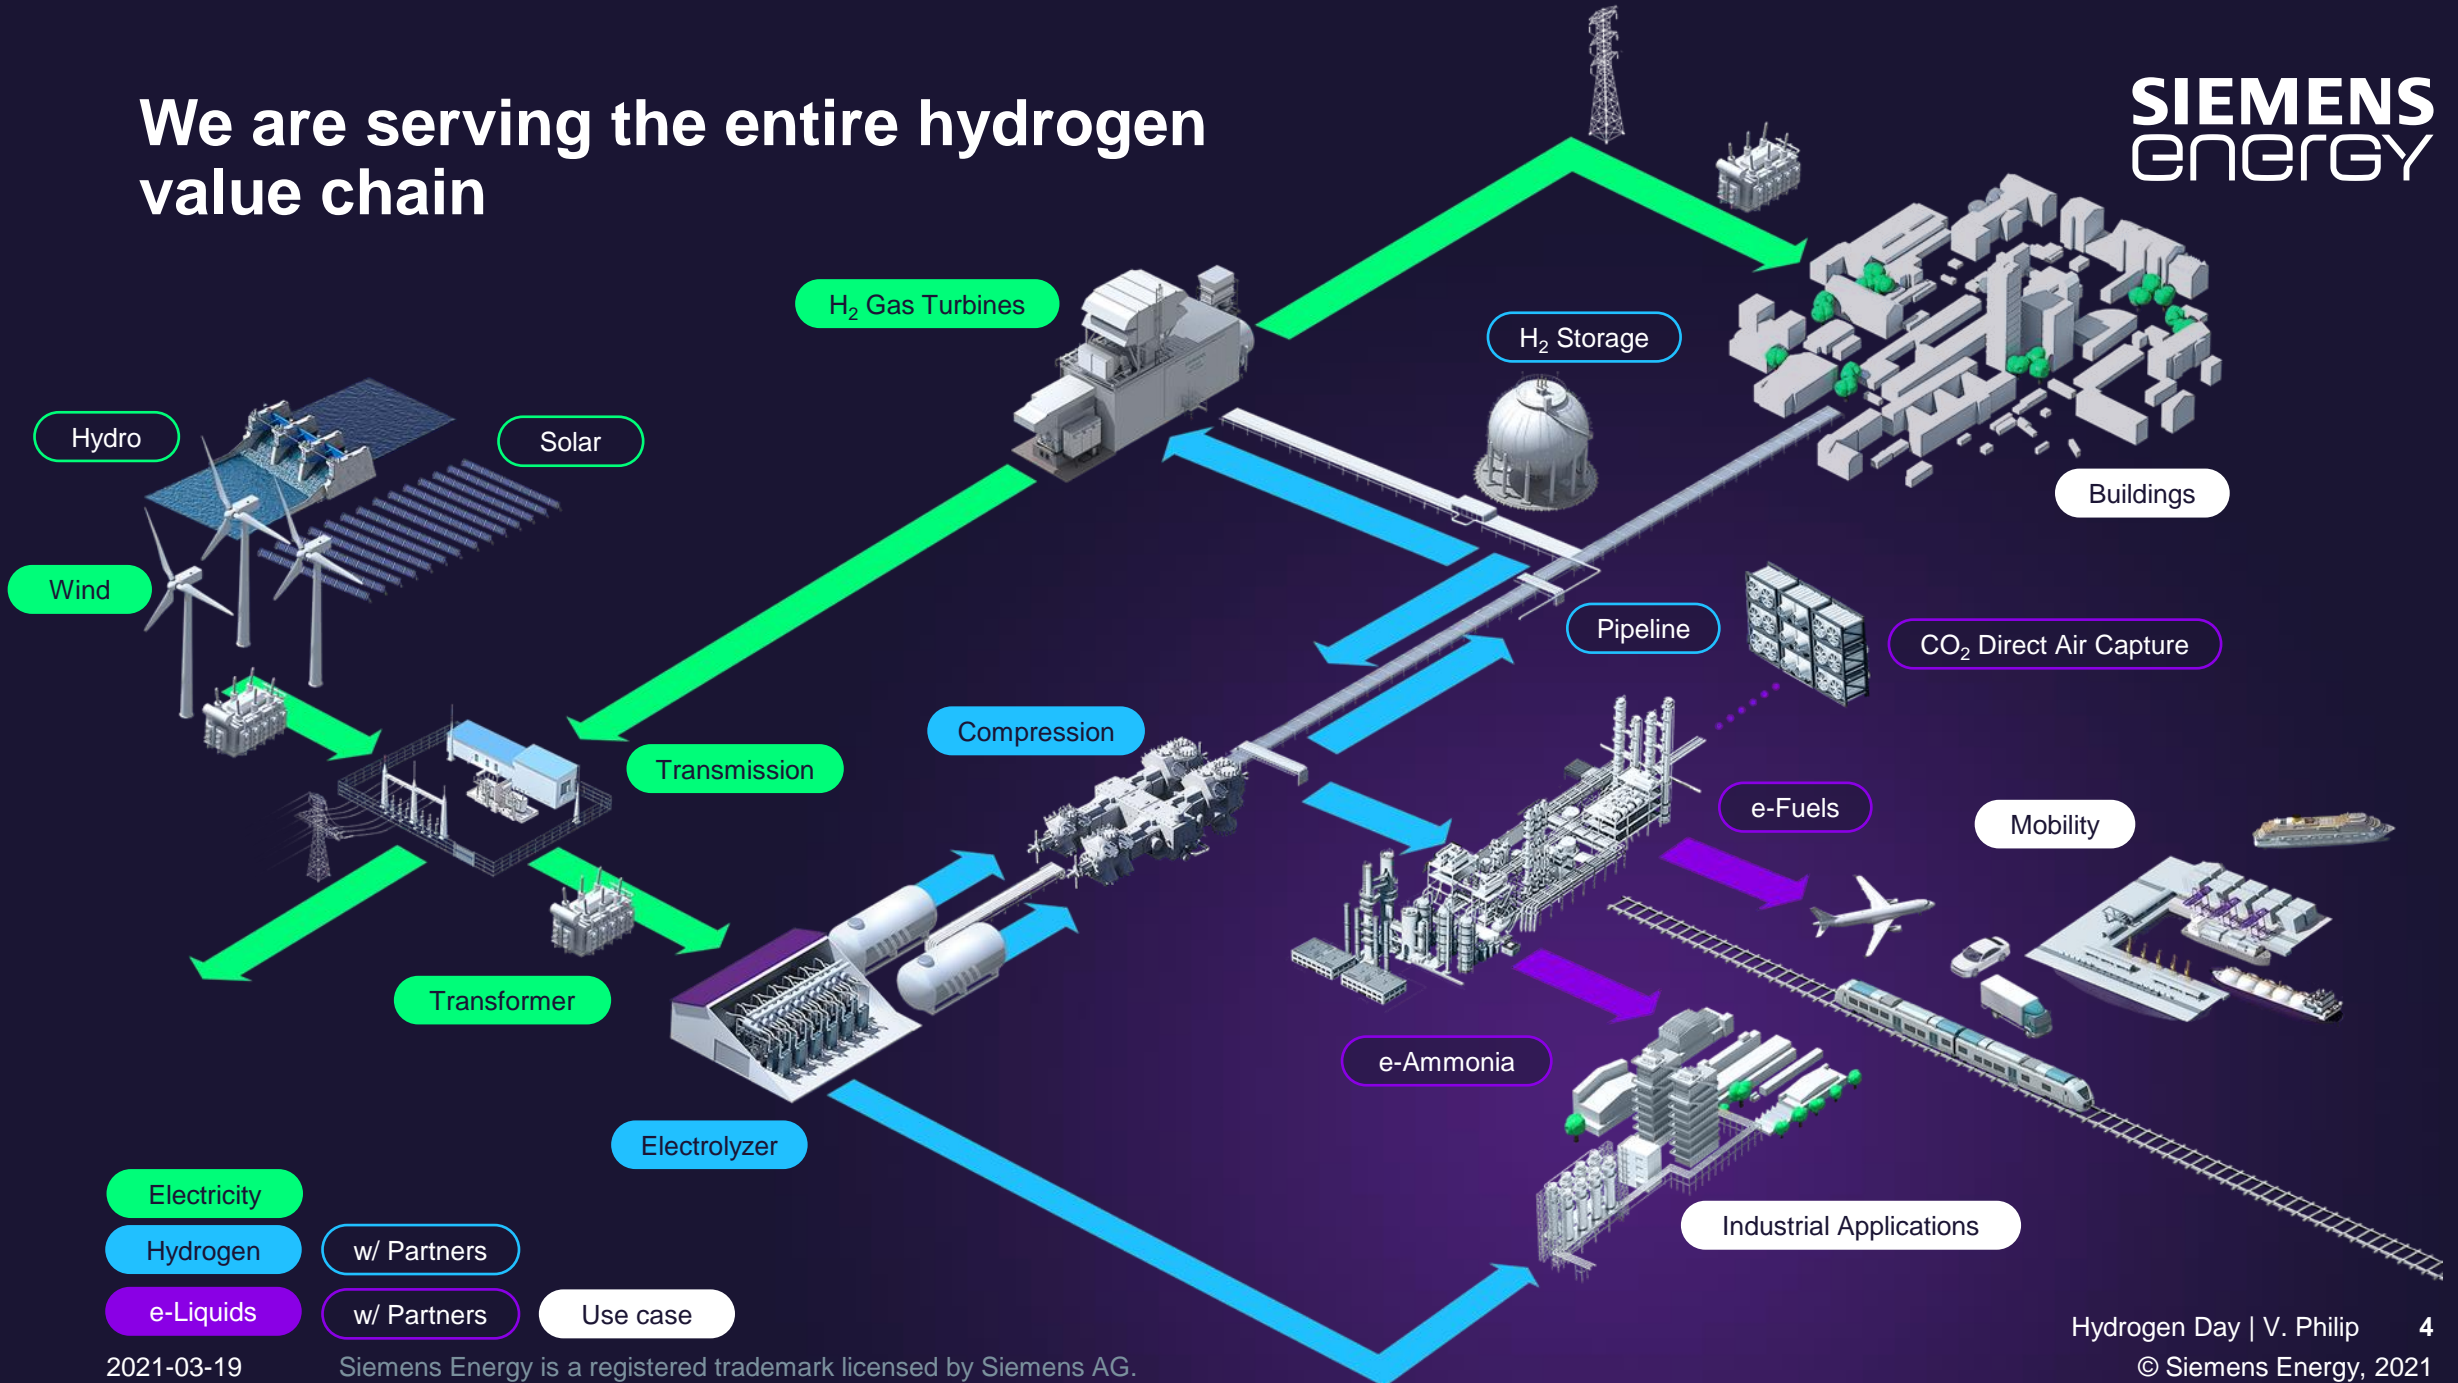 We are serving the entire hydrogen
value chain
SIEMENS
energy
H₂ Gas Turbines
H₂ Storage
Hydro
Solar
Buildings
Wind
Pipeline
CO₂ Direct Air Capture
Compression
Transmission
e-Fuels
Mobility
Transformer
e-Ammonia
Electrolyzer
Industrial Applications
Electricity
Hydrogen
w/ Partners
e-Liquids
w/ Partners
Use case
Hydrogen Day | V. Philip 4
2021-03-19
Siemens Energy is a registered trademark licensed by Siemens AG.
© Siemens Energy, 2021